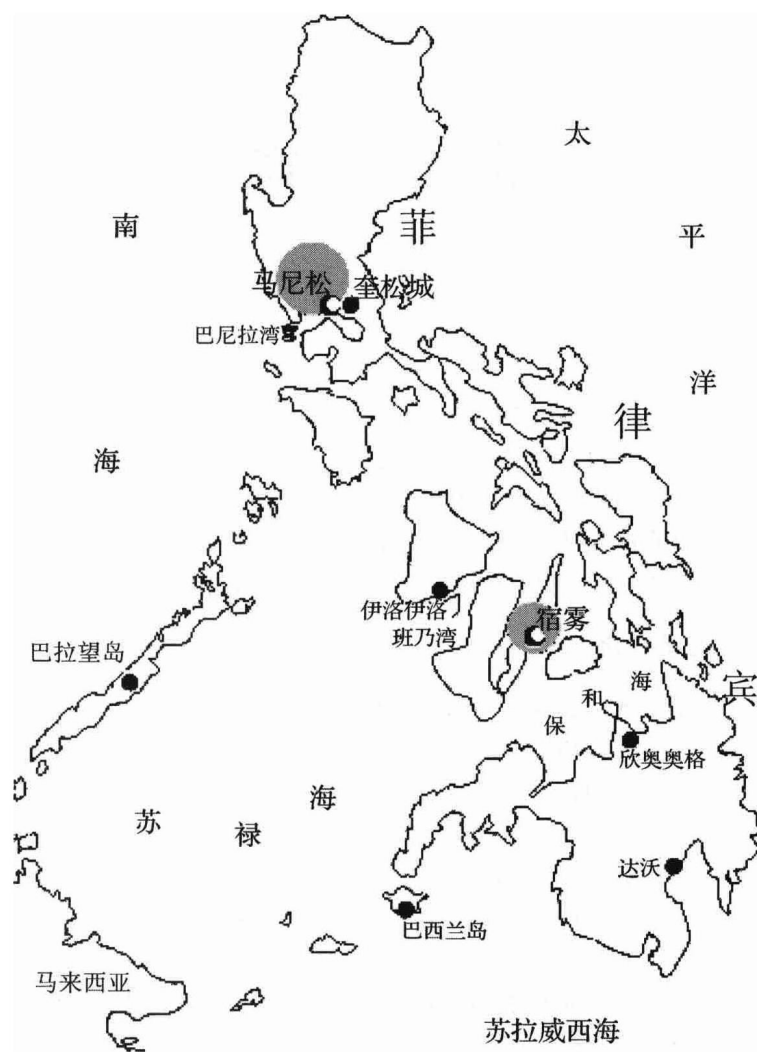 太
平
洋
南
海
菲
律
宾
马尼松
奎松城
巴尼拉湾
伊洛伊洛
班乃湾
宿雾
巴拉望岛
保
和
海
欣奥奥格
苏
禄
海
达沃
巴西兰岛
马来西亚
苏拉威西海